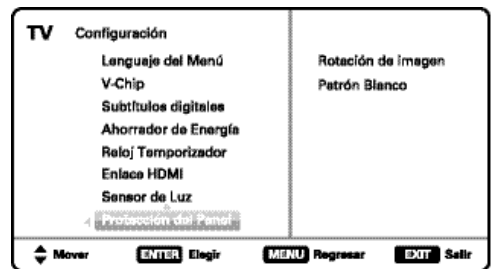 TV Configuración
Lenguaje del Menú
V-Chip
Subtítulos digitales
Ahorrador de Energía
Reloj Temporizador
Enlace HDMI
Sensor de Luz
Protección del Panel
Rotación de imagen
Patrón Blanco
Mover ENTER Elegir MENU Regresar EXIT Salir